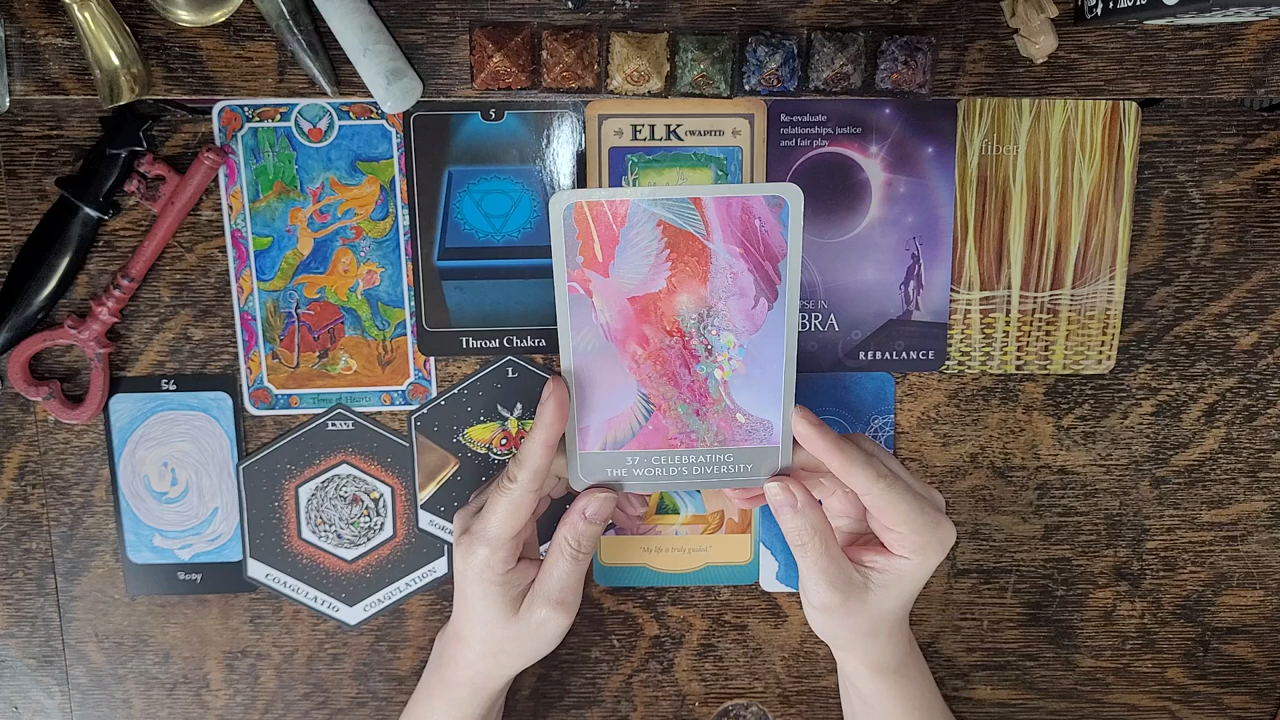 5
ELK (WAPITI)
Re-evaluate
relationships, justice
and fair play
fiber
Throat Chakra
BRA
REBALANCE
Three of Hearts
56
LXVI
L
37 · CELEBRATING
THE WORLD'S DIVERSITY
"My life is truly guided."
BODY
COAGULATIO
COAGULATION